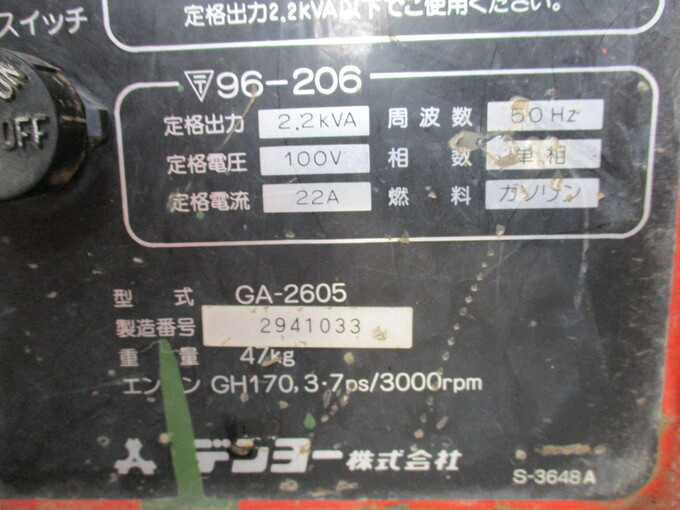 定格出力2.2kVA以下でご使用ください。
スイッチ
ON
OFF
〒96-206
定格出力 2.2kVA 周波数 50Hz
定格電圧 100V 相数 単相
定格電流 22A 燃料 ガソリン
型式 GA-2605
製造番号 2941033
重量 47kg
エンジン GH170,3・7ps/3000rpm
デンヨー株式会社
S-3648A